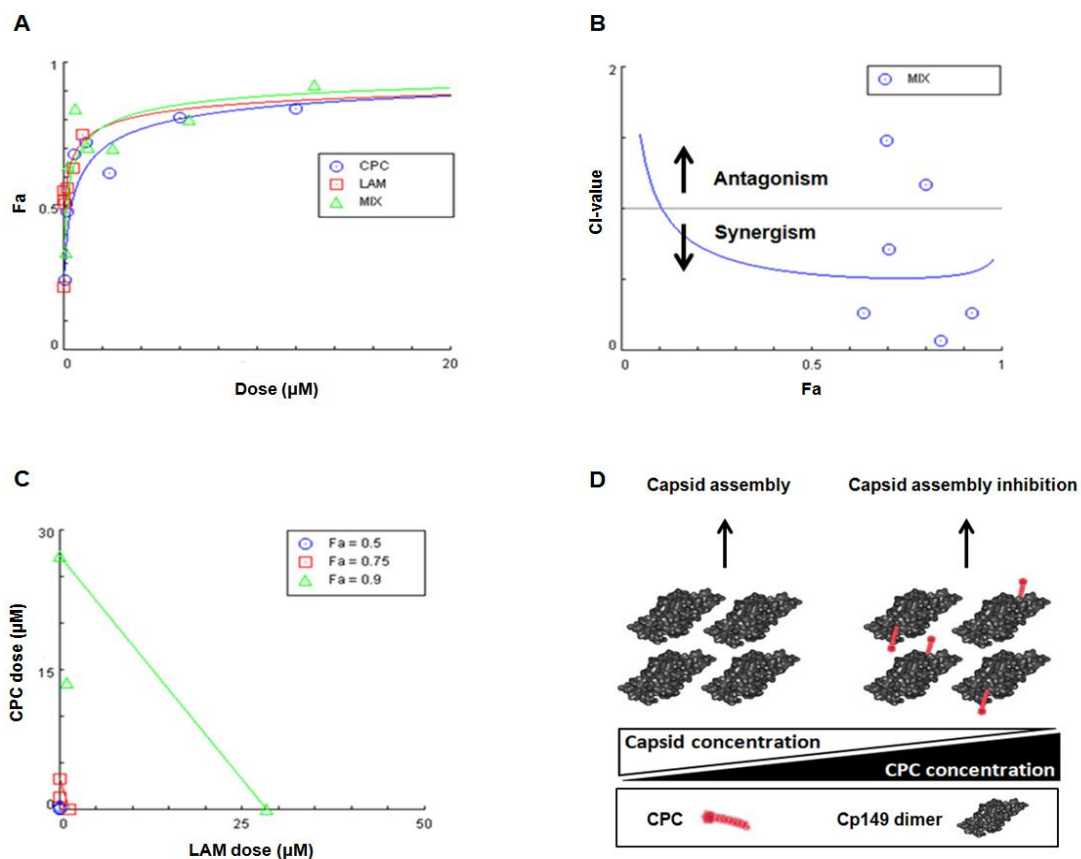 A
1
0.5
0
Fa
0
20
Dose (µM)
CPC
LAM
MIX
B
2
1
0
CI-value
0
0.5
1
Fa
MIX
Antagonism
Synergism
C
30
15
0
CPC dose (µM)
0
25
50
LAM dose (µM)
Fa = 0.5
Fa = 0.75
Fa = 0.9
D
Capsid assembly
Capsid assembly inhibition
Capsid concentration
CPC concentration
CPC
Cp149 dimer